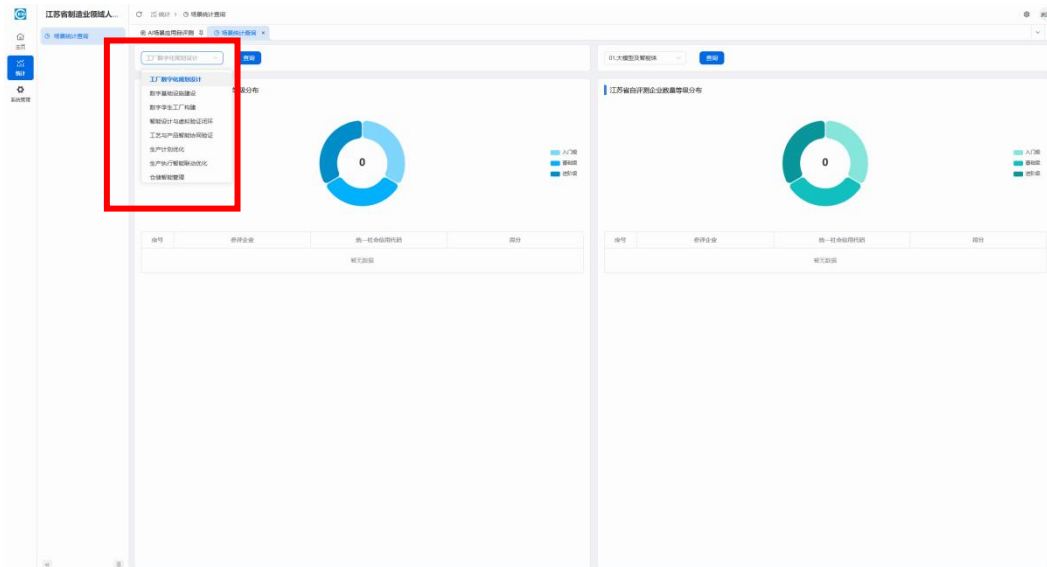 江苏省制造业领域人...
统计
场景统计查询
主页
统计
系统管理
场景统计查询
AI场景应用自评测
场景统计查询
工厂数字化规划设计
查询
工厂数字化规划设计
数字基础设施建设
数字孪生工厂构建
智能设计与虚拟验证闭环
工艺与产品智能协同验证
生产计划优化
生产执行智能联动优化
仓储智能管理
等级分布
0
入门级
基础级
进阶级
序号 参评企业 统一社会信用代码 得分
暂无数据
01.大模型及智能体
查询
江苏省自评测企业数量等级分布
0
入门级
基础级
进阶级
序号 参评企业 统一社会信用代码 得分
暂无数据